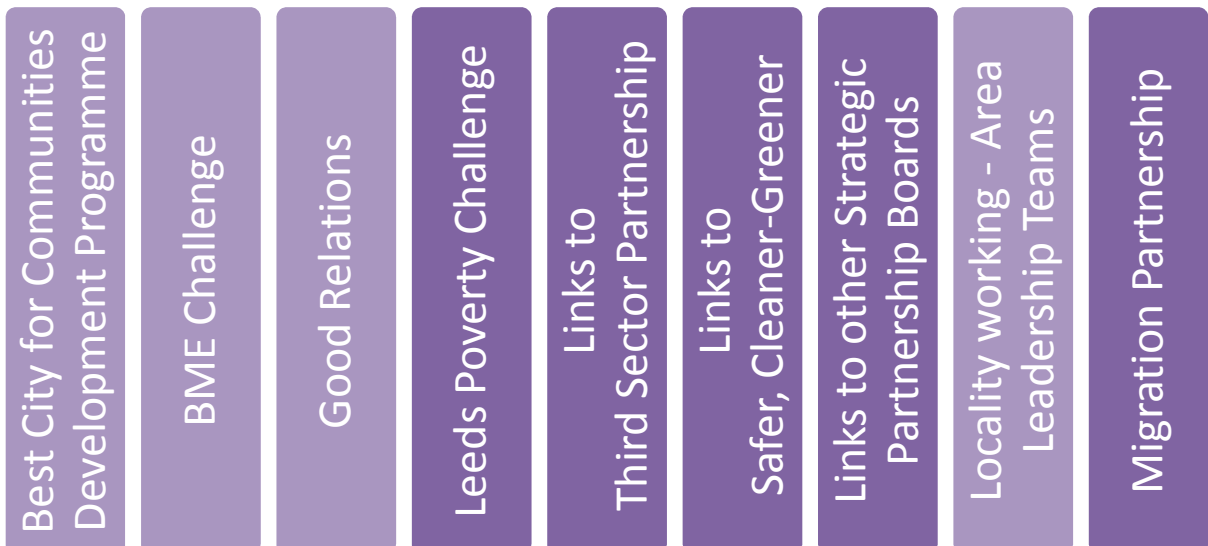 Best City for Communities
Development Programme
BME Challenge
Good Relations
Leeds Poverty Challenge
Links to
Third Sector Partnership
Links to
Safer, Cleaner-Greener
Links to other Strategic
Partnership Boards
Locality working - Area
Leadership Teams
Migration Partnership